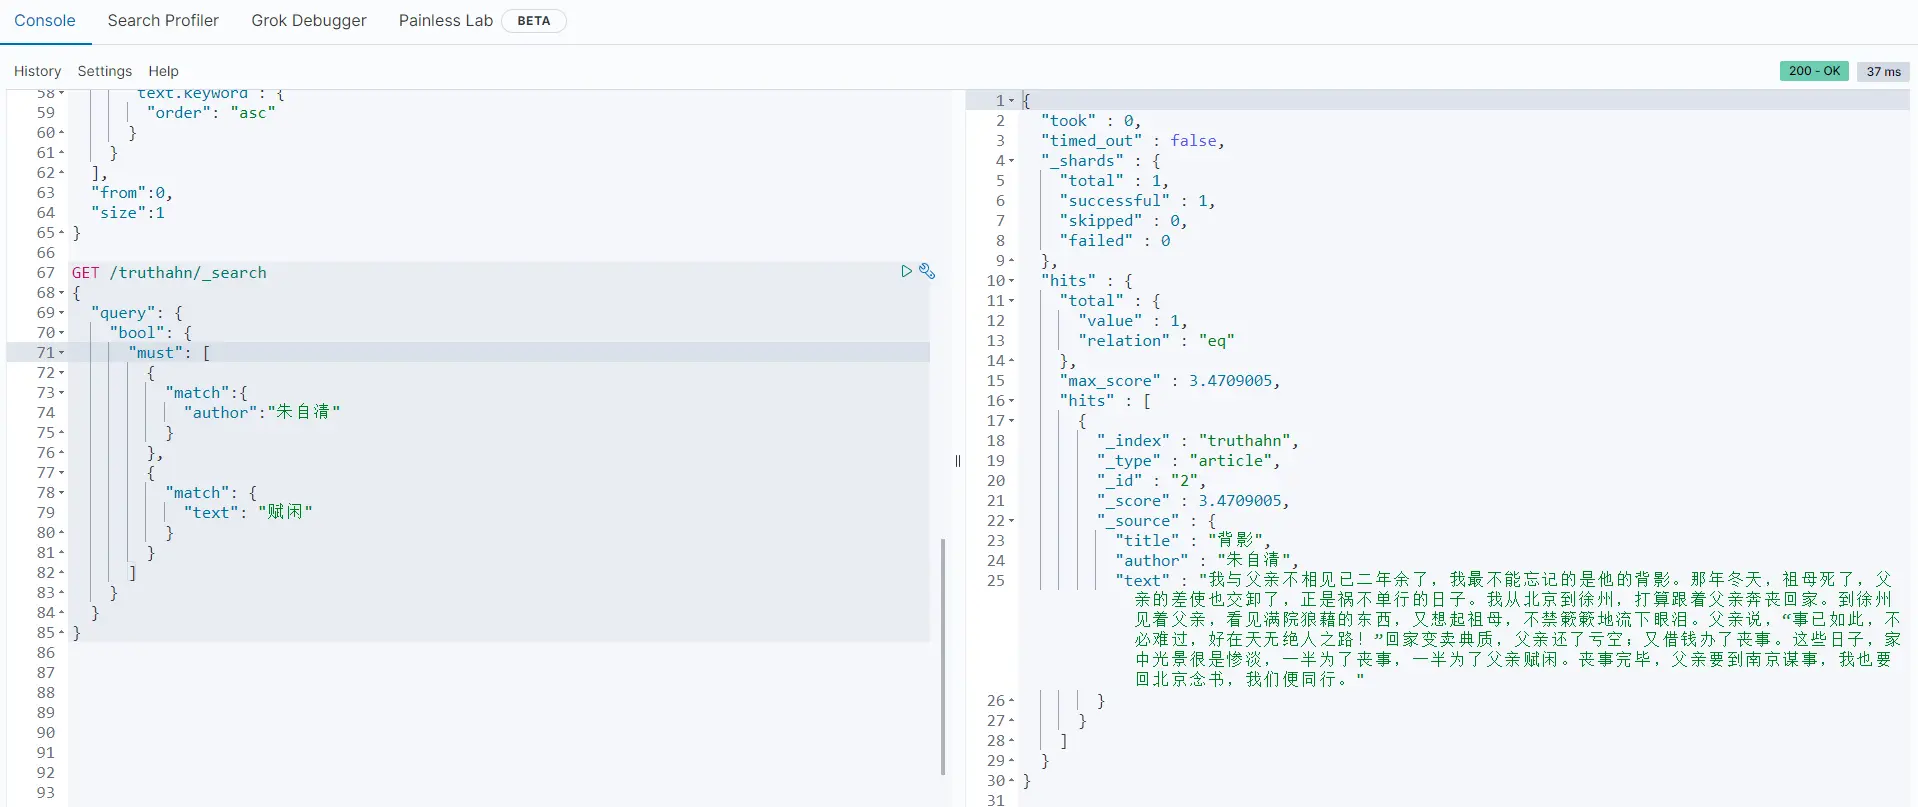 Console Search Profiler Grok Debugger Painless Lab BETA
History Settings Help
200 - OK 37 ms
58 text.keyword : {
59 "order": "asc"
60 }
61 }
62 ],
63 "from":0,
64 "size":1
65 }
66
67 GET /truthahn/_search
68 {
69 "query": {
70 "bool": {
71 "must": [
72 {
73 "match":{
74 "author":"朱自清"
75 }
76 },
77 {
78 "match": {
79 "text": "赋闲"
80 }
81 }
82 ]
83 }
84 }
85 }
86
87
88
89
90
91
92
93
1 {
2 "took" : 0,
3 "timed_out" : false,
4 "_shards" : {
5 "total" : 1,
6 "successful" : 1,
7 "skipped" : 0,
8 "failed" : 0
9 },
10 "hits" : {
11 "total" : {
12 "value" : 1,
13 "relation" : "eq"
14 },
15 "max_score" : 3.4709005,
16 "hits" : [
17 {
18 "_index" : "truthahn",
19 "_type" : "article",
20 "_id" : "2",
21 "_score" : 3.4709005,
22 "_source" : {
23 "title" : "背影",
24 "author" : "朱自清",
25 "text" : "我与父亲不相见已二年余了，我最不能忘记的是他的背影。那年冬天，祖母死了，父
亲的差使也交卸了，正是祸不单行的日子。我从北京到徐州，打算跟着父亲奔丧回家。到徐州
见着父亲，看见满院狼藉的东西，又想起祖母，不禁簌簌地流下眼泪。父亲说，“事已如此，不
必难过，好在天无绝人之路！”回家变卖典质，父亲还了亏空；又借钱办了丧事。这些日子，家
中光景很是惨淡，一半为了丧事，一半为了父亲赋闲。丧事完毕，父亲要到南京谋事，我也要
回北京念书，我们便同行。"
26 }
27 }
28 ]
29 }
30 }
31